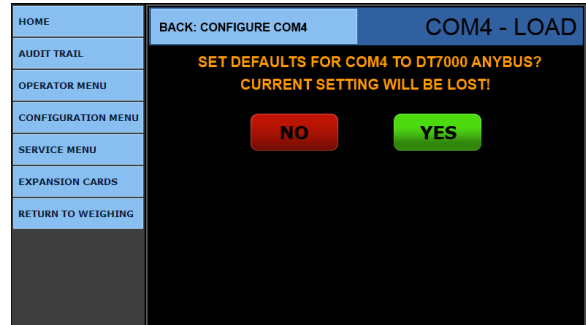 HOME
AUDIT TRAIL
OPERATOR MENU
CONFIGURATION MENU
SERVICE MENU
EXPANSION CARDS
RETURN TO WEIGHING
BACK: CONFIGURE COM4
COM4 - LOAD
SET DEFAULTS FOR COM4 TO DT7000 ANYBUS?
CURRENT SETTING WILL BE LOST!
NO
YES